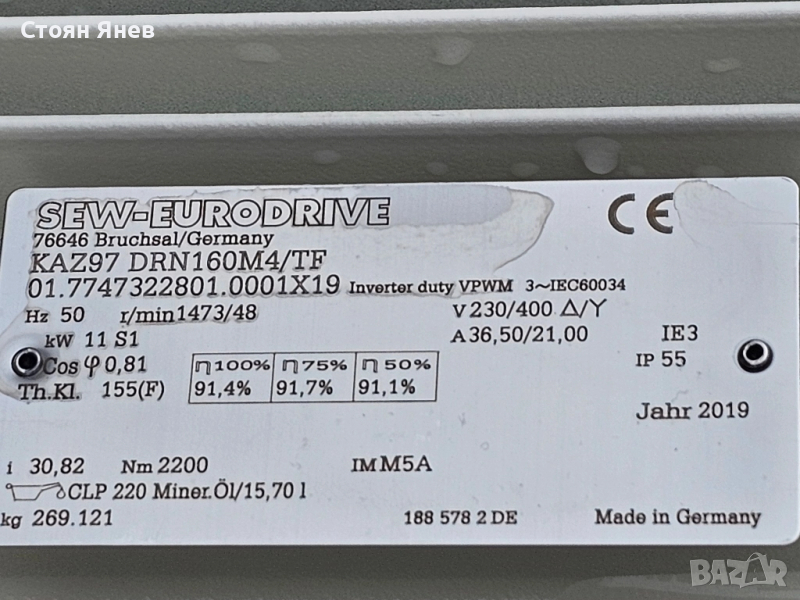 Стоян Янев
SEW-EURODRIVE
76646 Bruchsal/Germany
CE
KAZ97 DRN160M4/TF
01.7747322801.0001X19 Inverter duty VPWM 3~IEC60034
Hz 50 r/min1473/48 V 230/400 Δ/Y
kW 11 S1 A 36,50/21,00 IE3
Cos φ 0,81 η100% η75% η50% IP 55
Th.Kl. 155(F) 91,4% 91,7% 91,1%
Jahr 2019
i 30,82 Nm 2200 IM M5A
CLP 220 Miner.Öl/15,70 l
kg 269.121 188 578 2 DE Made in Germany
BAZAR